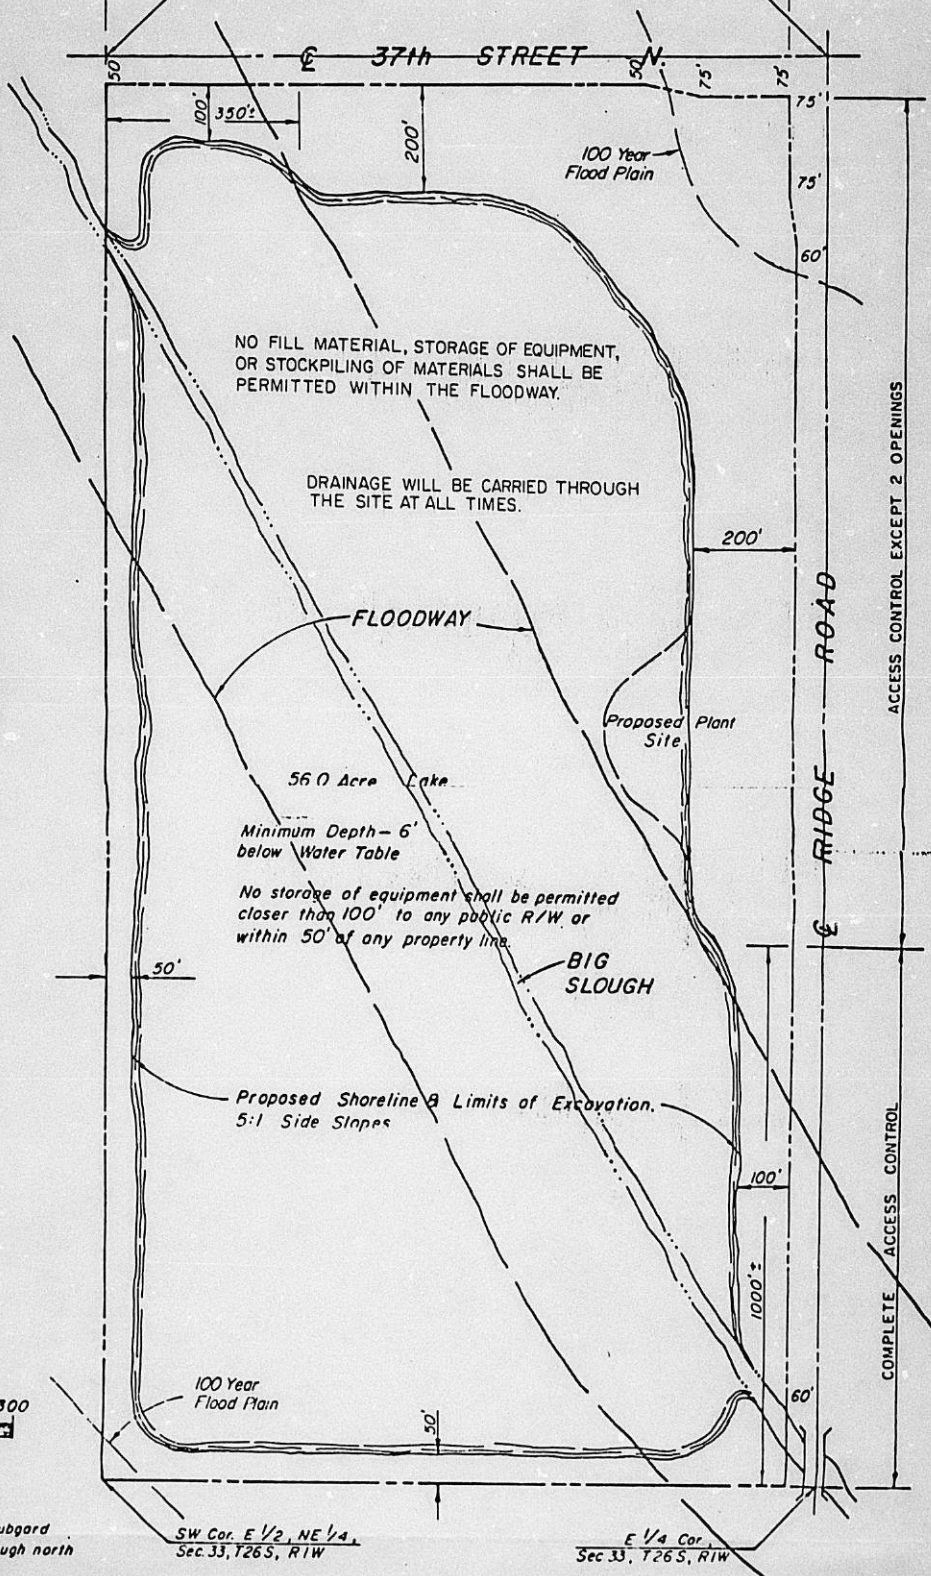 ℄ 37th STREET N.
50'
50'
75'
75'
75'
100'
350'±
200'
100 Year
Flood Plain
75'
60'
NO FILL MATERIAL, STORAGE OF EQUIPMENT,
OR STOCKPILING OF MATERIALS SHALL BE
PERMITTED WITHIN THE FLOODWAY.
DRAINAGE WILL BE CARRIED THROUGH
THE SITE AT ALL TIMES.
200'
ACCESS CONTROL EXCEPT 2 OPENINGS
FLOODWAY
℄ RIDGE ROAD
Proposed Plant
Site
56.0 Acre Lake
Minimum Depth - 6'
below Water Table
No storage of equipment shall be permitted
closer than 100' to any public R/W or
within 50' of any property line.
BIG
SLOUGH
50'
Proposed Shoreline & Limits of Excavation.
5:1 Side Slopes
100'
1000'±
COMPLETE ACCESS CONTROL
100 Year
Flood Plain
50'
60'
300
SW Cor. E 1/2, NE 1/4,
Sec. 33, T26S, R1W
E 1/4 Cor.,
Sec. 33, T26S, R1W
ubgard
ugh north